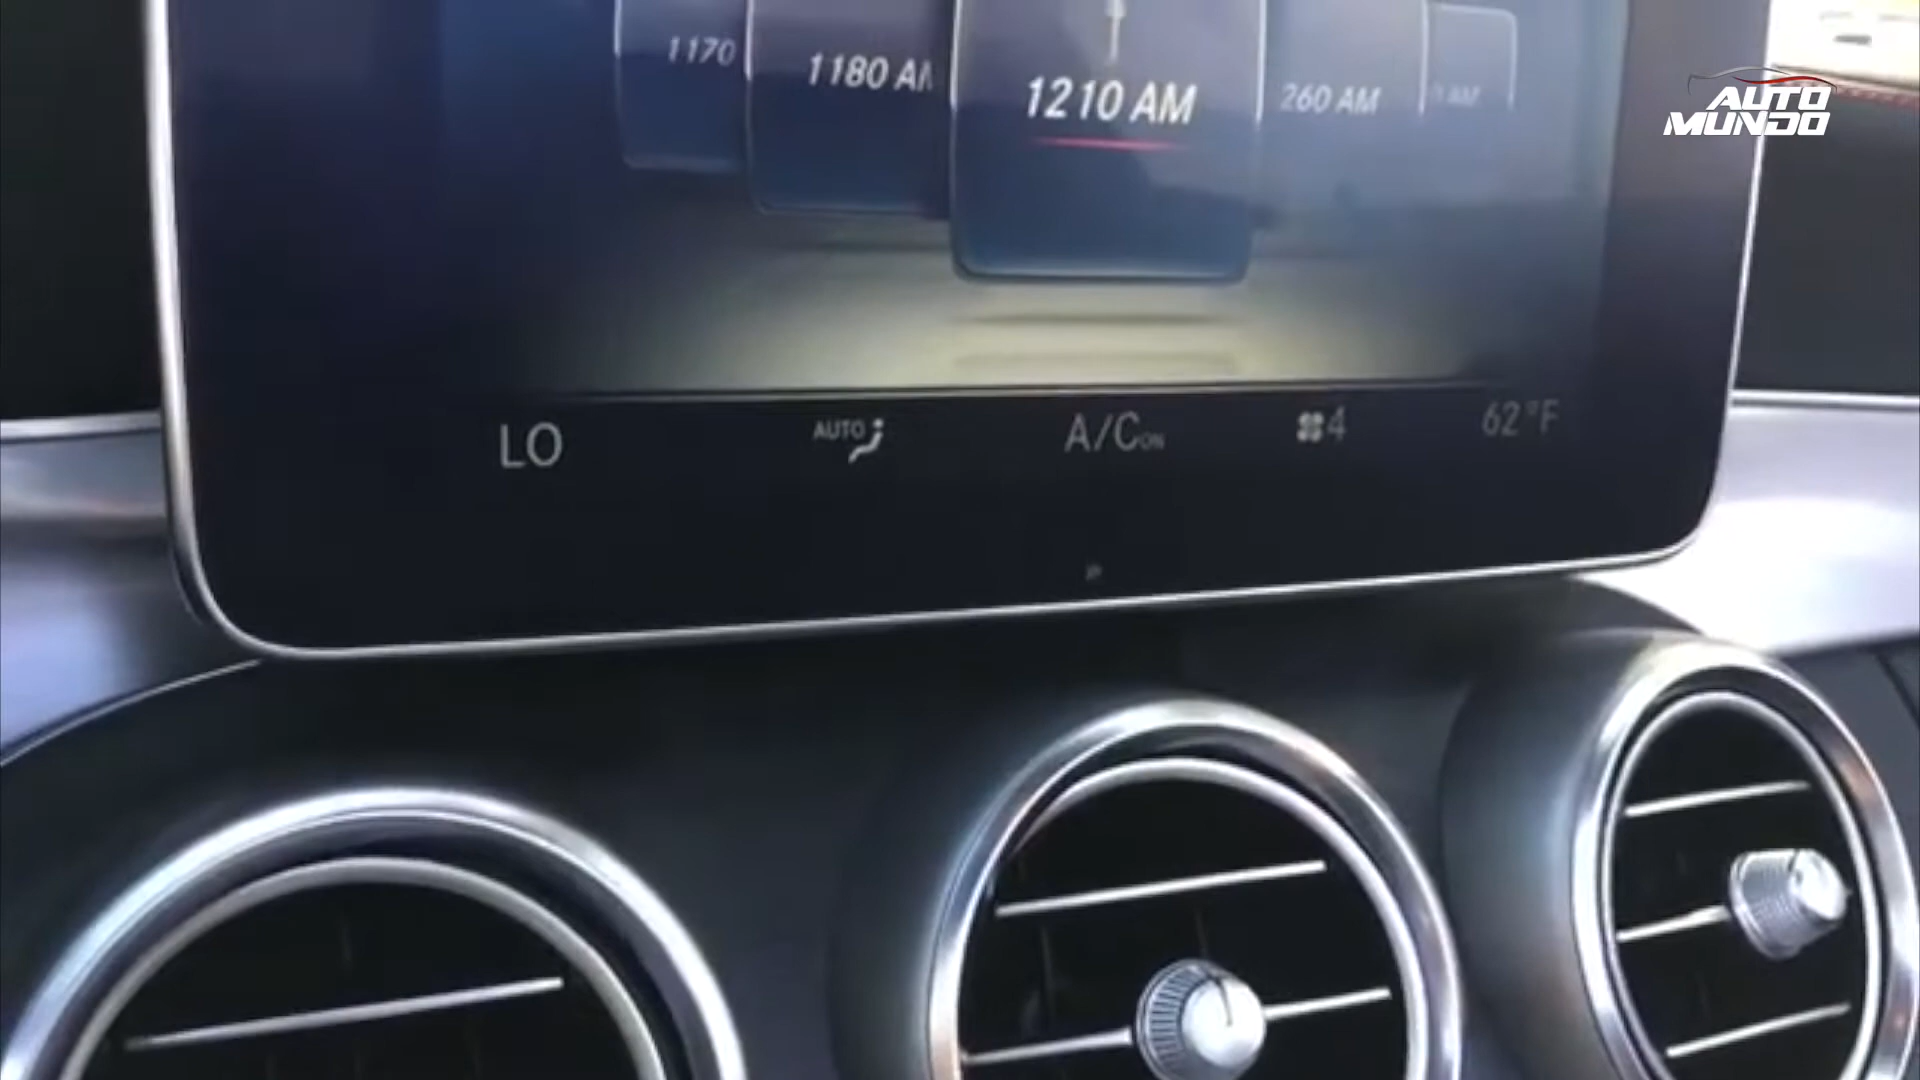 1170
1180 AM
1210 AM
260 AM
AUTO
MUNDO
LO
AUTO
A/C ON
4
62°F